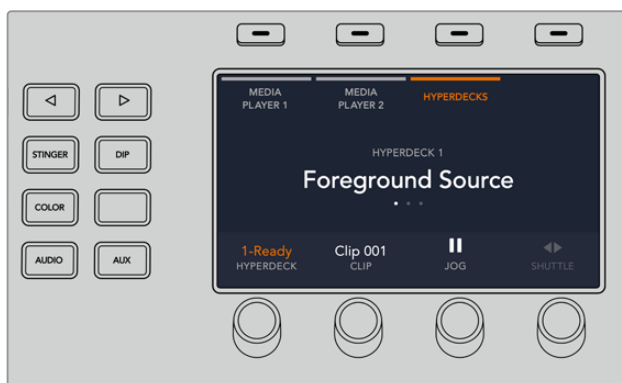 MEDIA
PLAYER 1
MEDIA
PLAYER 2
HYPERDECKS
STINGER
DIP
HYPERDECK 1
Foreground Source
COLOR
1-Ready
HYPERDECK
Clip 001
CLIP
JOG
SHUTTLE
AUDIO
AUX